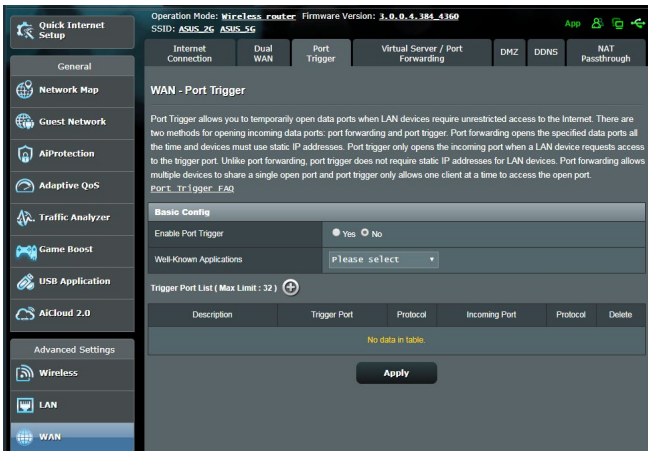 Quick Internet
Setup
Operation Mode: Wireless router Firmware Version: 3.0.0.4.384_4360
SSID: ASUS_2G ASUS_5G
App
Internet
Connection
Dual
WAN
Port
Trigger
Virtual Server / Port
Forwarding
DMZ
DDNS
NAT
Passthrough
General
Network Map
Guest Network
AiProtection
Adaptive QoS
Traffic Analyzer
Game Boost
USB Application
AiCloud 2.0
Advanced Settings
Wireless
LAN
WAN
WAN - Port Trigger
Port Trigger allows you to temporarily open data ports when LAN devices require unrestricted access to the Internet. There are
two methods for opening incoming data ports: port forwarding and port trigger. Port forwarding opens the specified data ports all
the time and devices must use static IP addresses. Port trigger only opens the incoming port when a LAN device requests access
to the trigger port. Unlike port forwarding, port trigger does not require static IP addresses for LAN devices. Port forwarding allows
multiple devices to share a single open port and port trigger only allows one client at a time to access the open port.
Port Trigger FAQ
Basic Config
Enable Port Trigger
Yes No
Well-Known Applications
Please select
Trigger Port List ( Max Limit : 32 )
Description Trigger Port Protocol Incoming Port Protocol Delete
No data in table.
Apply